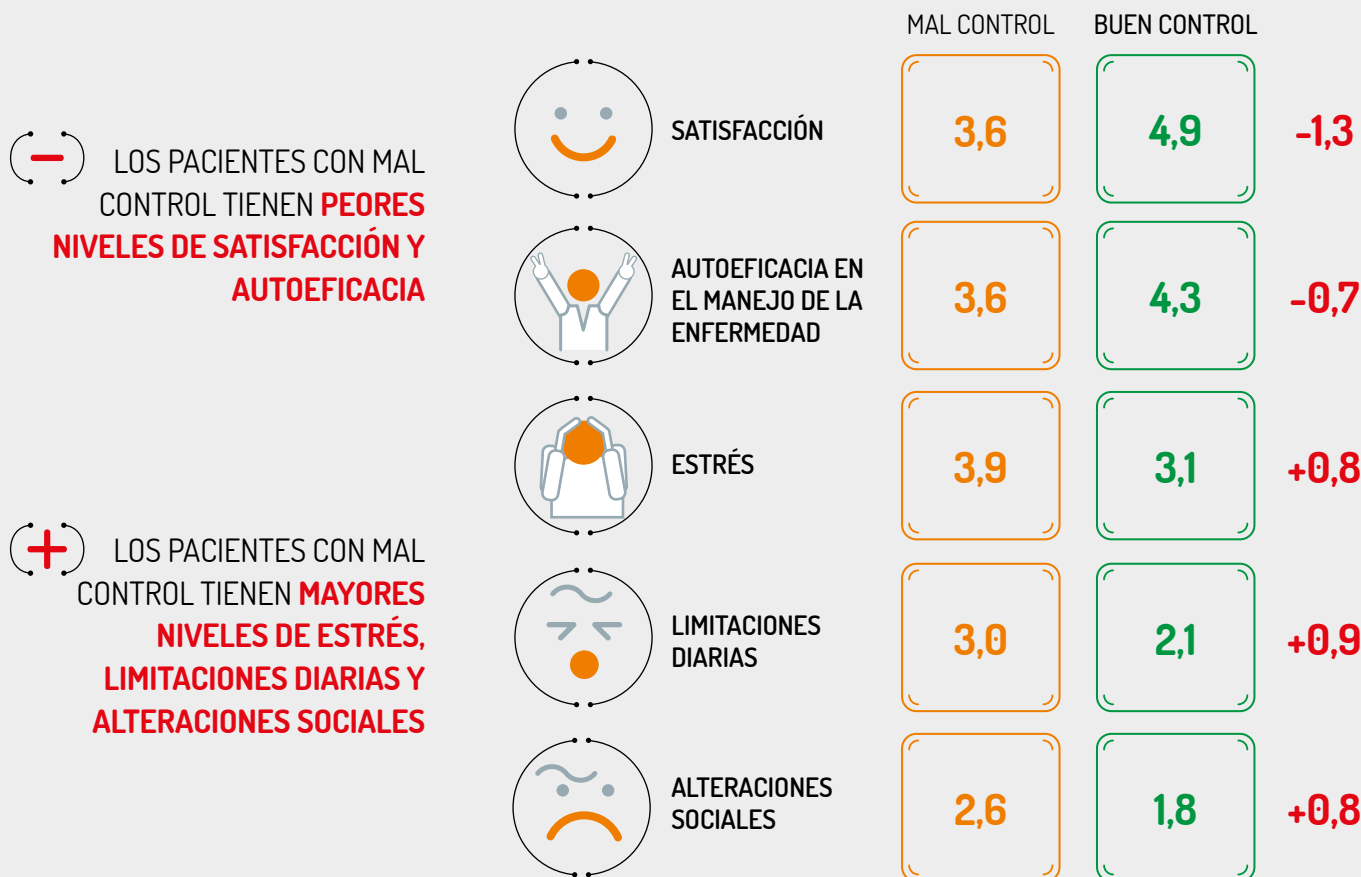 MAL CONTROL BUEN CONTROL
LOS PACIENTES CON MAL
CONTROL TIENEN PEORES
NIVELES DE SATISFACCIÓN Y
AUTOEFICACIA
SATISFACCIÓN
3,6 4,9 -1,3
AUTOEFICACIA EN
EL MANEJO DE LA
ENFERMEDAD
3,6 4,3 -0,7
LOS PACIENTES CON MAL
CONTROL TIENEN MAYORES
NIVELES DE ESTRÉS,
LIMITACIONES DIARIAS Y
ALTERACIONES SOCIALES
ESTRÉS
3,9 3,1 +0,8
LIMITACIONES
DIARIAS
3,0 2,1 +0,9
ALTERACIONES
SOCIALES
2,6 1,8 +0,8